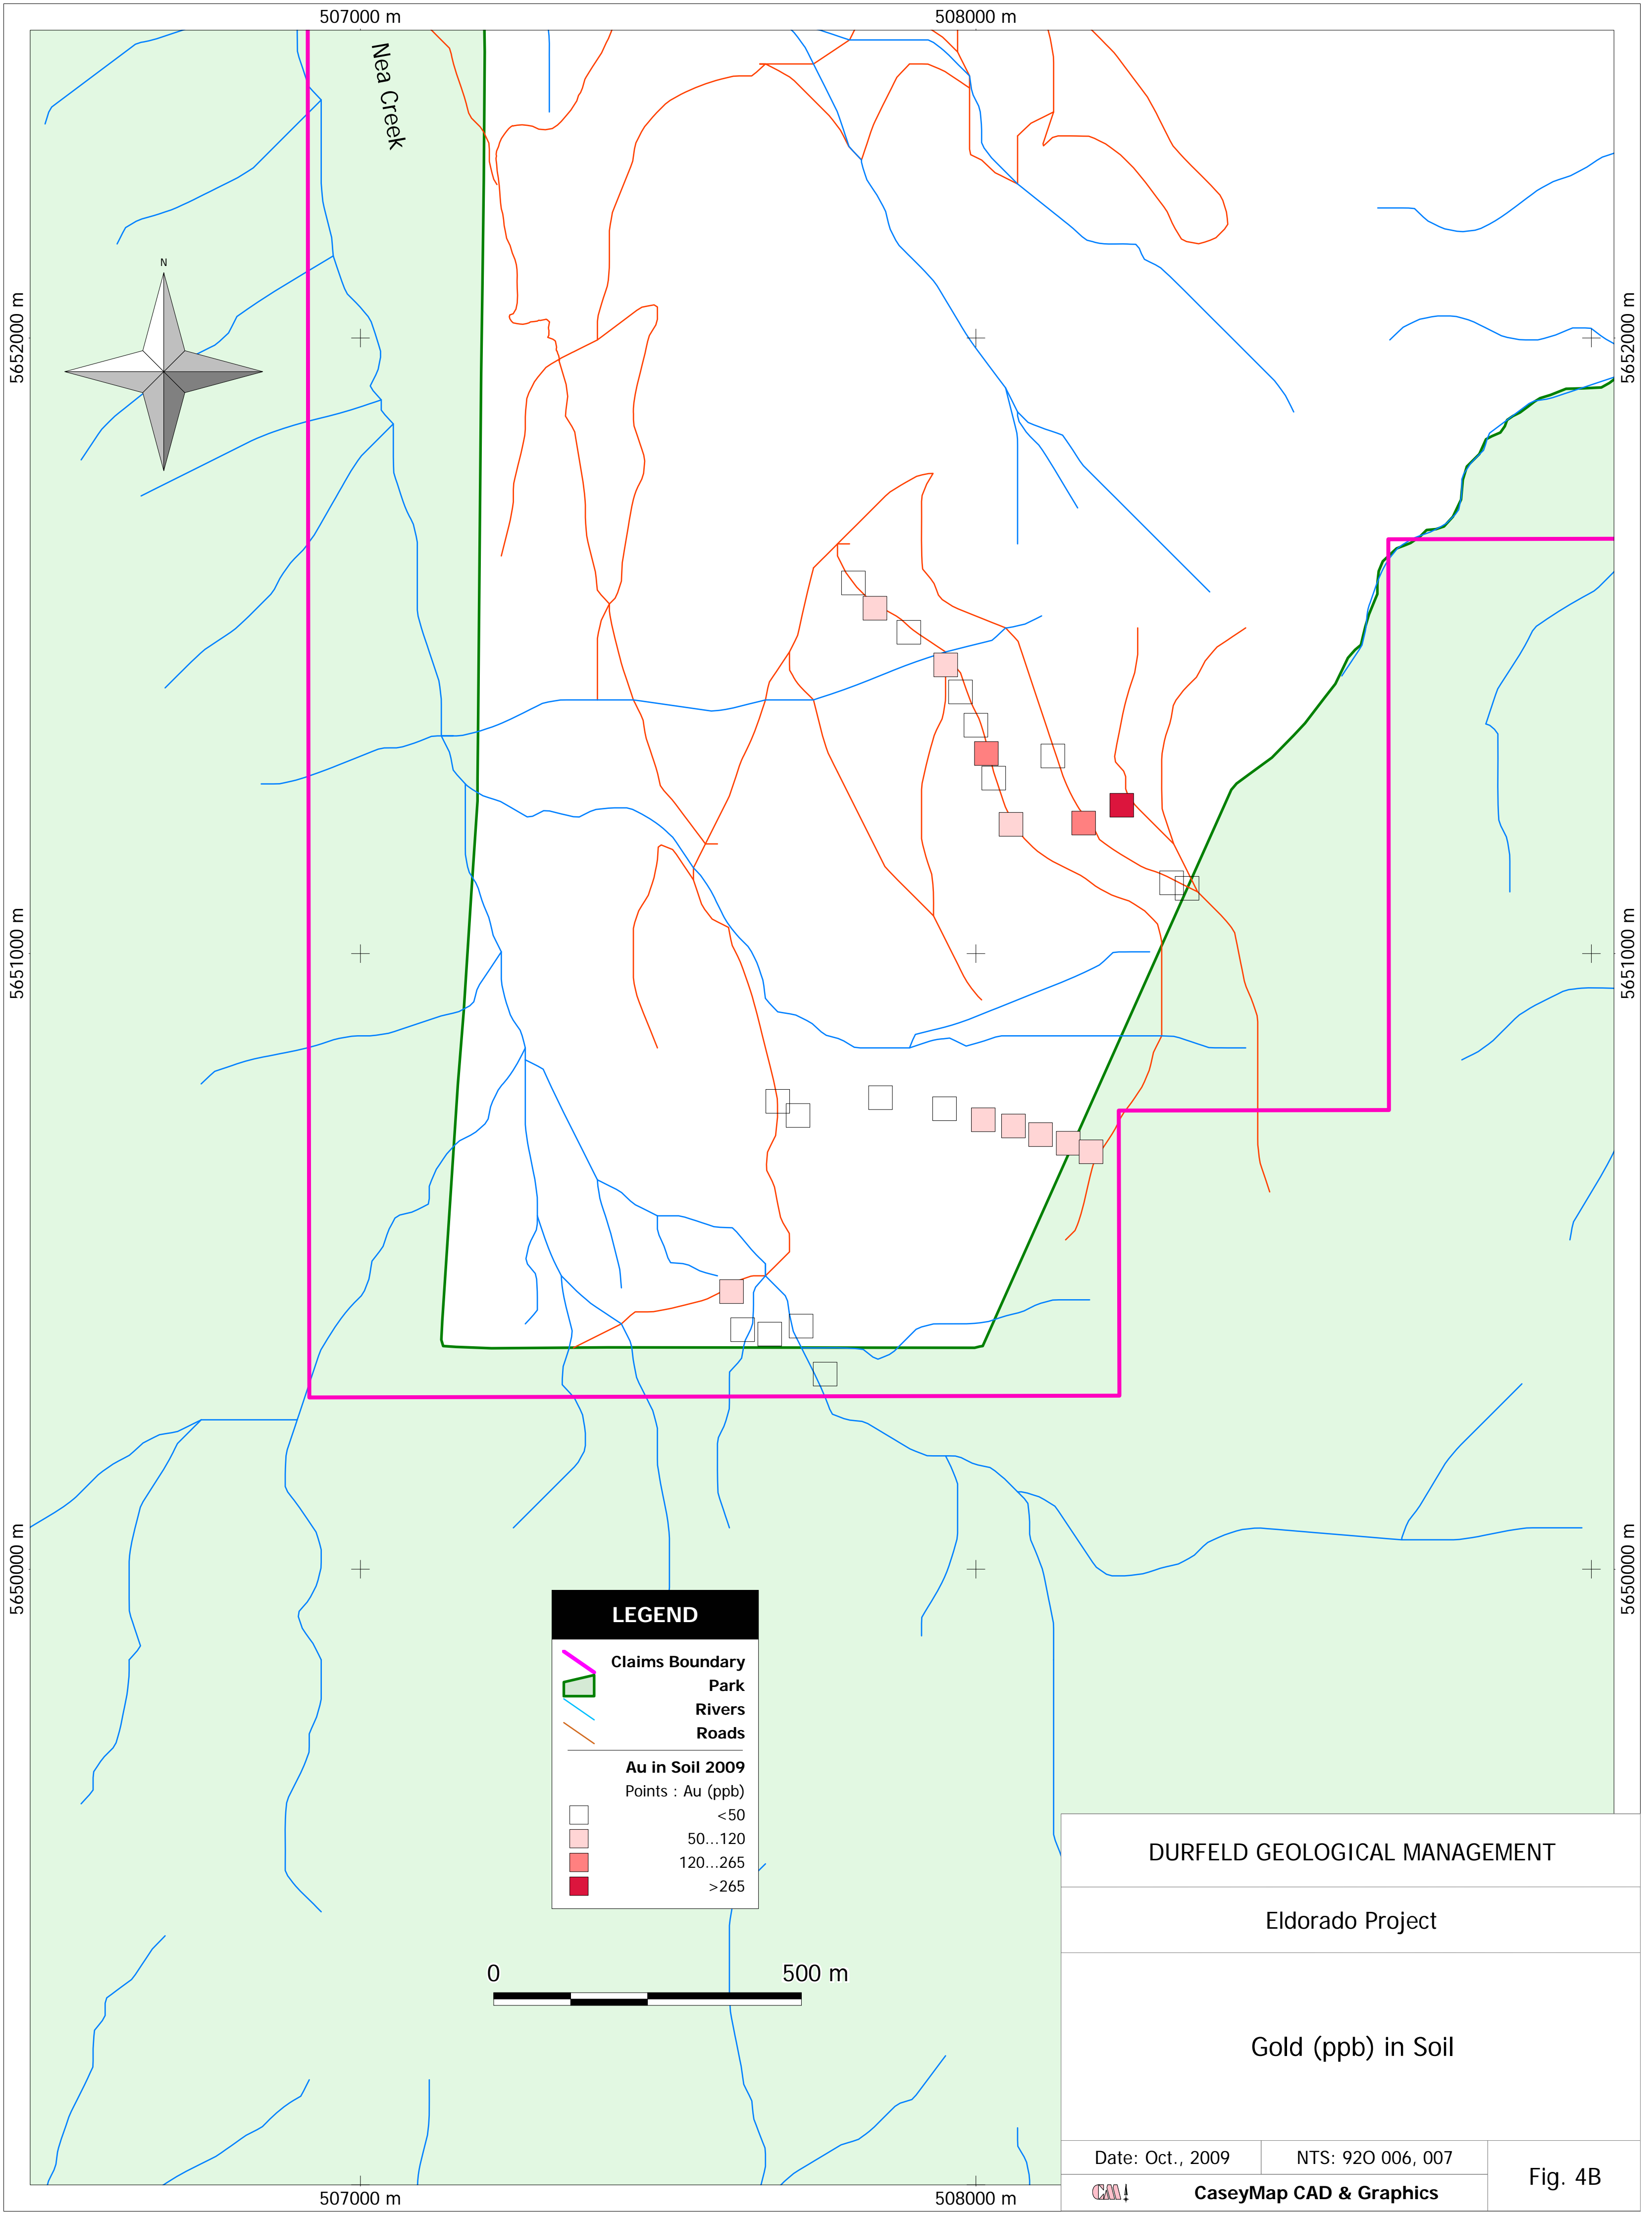 507000 m
508000 m
Nea Creek
N
5652000 m
5652000 m
5651000 m
5651000 m
5650000 m
5650000 m
LEGEND
Claims Boundary
Park
Rivers
Roads
Au in Soil 2009
Points : Au (ppb)
<50
50...120
120...265
>265
0 500 m
DURFELD GEOLOGICAL MANAGEMENT
Eldorado Project
Gold (ppb) in Soil
Date: Oct., 2009
NTS: 92O 006, 007
CM
CaseyMap CAD & Graphics
Fig. 4B
507000 m
508000 m